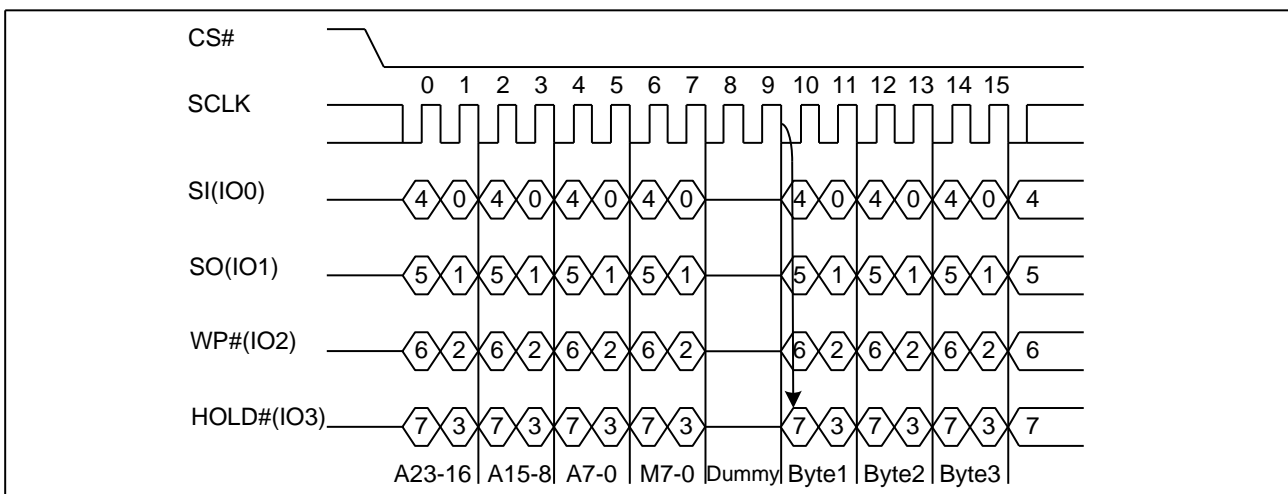 CS#
0 1 2 3 4 5 6 7 8 9 10 11 12 13 14 15
SCLK
SI(IO0) 4 0 4 0 4 0 4 0 4 0 4 0 4 0 4
SO(IO1) 5 1 5 1 5 1 5 1 5 1 5 1 5 1 5
WP#(IO2) 6 2 6 2 6 2 6 2 6 2 6 2 6 2 6
HOLD#(IO3) 7 3 7 3 7 3 7 3 7 3 7 3 7 3 7
A23-16 A15-8 A7-0 M7-0 Dummy Byte1 Byte2 Byte3